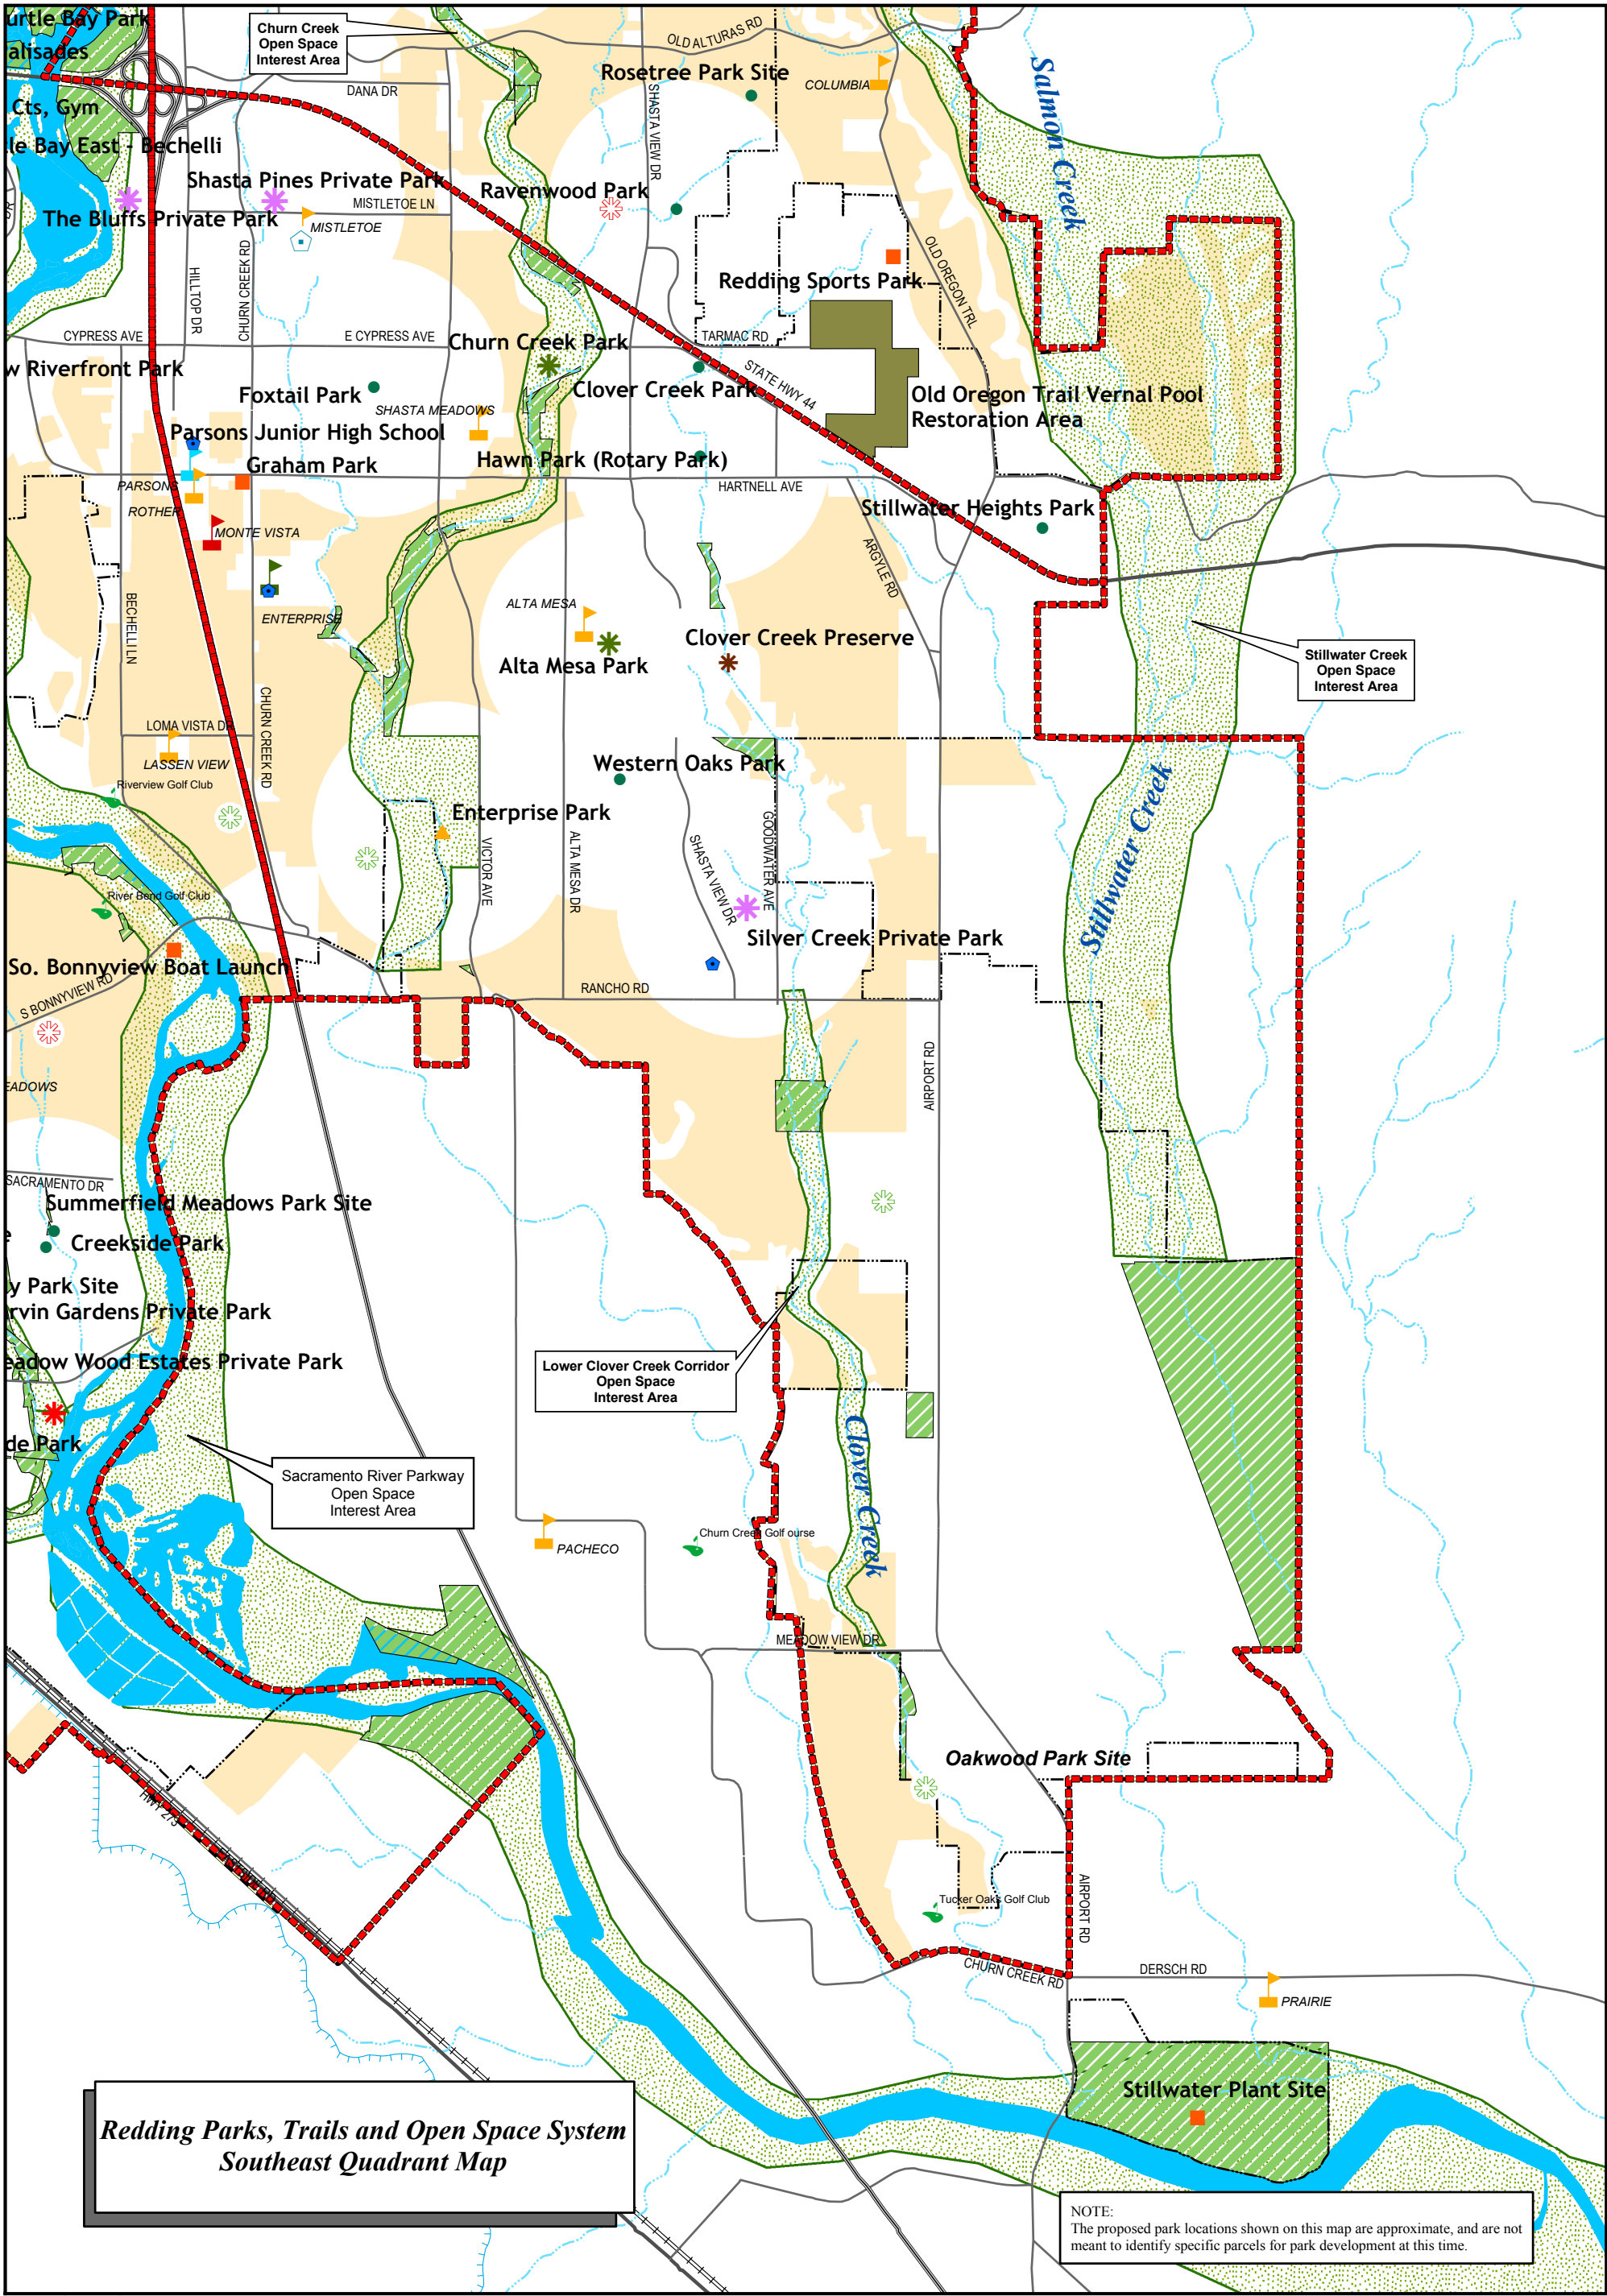 urtle Bay Park
alisades
Churn Creek
Open Space
Interest Area
OLD ALTURAS RD
Rosetree Park Site
COLUMBIA
Salmon Creek
DANA DR
Cts, Gym
SHASTA VIEW DR
le Bay East - Bechelli
Shasta Pines Private Park
Ravenwood Park
MISTLETOE LN
The Bluffs Private Park
MISTLETOE
DR
HILLTOP DR
CHURN CREEK RD
OLD OREGON TRL
Redding Sports Park
CYPRESS AVE
E CYPRESS AVE
Churn Creek Park
TARMAC RD
w Riverfront Park
STATE HWY 44
Foxtail Park
Clover Creek Park
Old Oregon Trail Vernal Pool
Restoration Area
SHASTA MEADOWS
Parsons Junior High School
Graham Park
Hawn Park (Rotary Park)
PARSONS
HARTNELL AVE
ROTHER
Stillwater Heights Park
MONTE VISTA
ARGYLE RD
BECHELLI LN
ENTERPRISE
ALTA MESA
Clover Creek Preserve
Alta Mesa Park
Stillwater Creek
Open Space
Interest Area
CHURN CREEK RD
LOMA VISTA DR
LASSEN VIEW
Western Oaks Park
Riverview Golf Club
Enterprise Park
Stillwater Creek
VICTOR AVE
ALTA MESA DR
SHASTA VIEW DR
GOODWATER AVE
River Bend Golf Club
Silver Creek Private Park
So. Bonnyview Boat Launch
S BONNYVIEW RD
RANCHO RD
EADOWS
AIRPORT RD
SACRAMENTO DR
Summerfield Meadows Park Site
e
Creekside Park
y Park Site
rvin Gardens Private Park
eadow Wood Estates Private Park
Lower Clover Creek Corridor
Open Space
Interest Area
de Park
Clover Creek
Sacramento River Parkway
Open Space
Interest Area
Churn Creek Golf ourse
PACHECO
MEADOW VIEW DR
Oakwood Park Site
HWY 273
Tucker Oaks Golf Club
AIRPORT RD
CHURN CREEK RD
DERSCH RD
PRAIRIE
Stillwater Plant Site
Redding Parks, Trails and Open Space System
Southeast Quadrant Map
NOTE:
The proposed park locations shown on this map are approximate, and are not
meant to identify specific parcels for park development at this time.